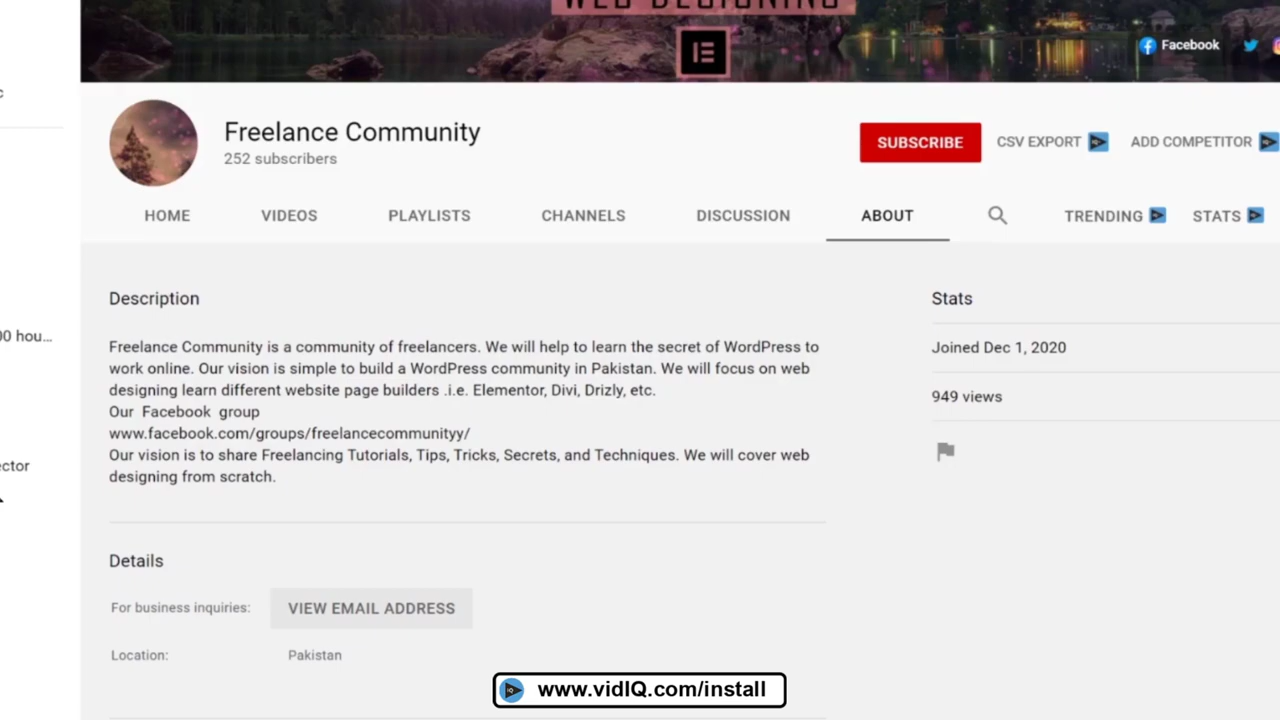 WEB DESIGNING
Facebook
c
Freelance Community
252 subscribers
SUBSCRIBE
CSV EXPORT
ADD COMPETITOR
HOME
VIDEOS
PLAYLISTS
CHANNELS
DISCUSSION
ABOUT
TRENDING
STATS
Description
Stats
00 hou...
Freelance Community is a community of freelancers. We will help to learn the secret of WordPress to
work online. Our vision is simple to build a WordPress community in Pakistan. We will focus on web
designing learn different website page builders .i.e. Elementor, Divi, Drizly, etc.
Our Facebook group
www.facebook.com/groups/freelancecommunityy/
Our vision is to share Freelancing Tutorials, Tips, Tricks, Secrets, and Techniques. We will cover web
designing from scratch.
Joined Dec 1, 2020
949 views
ector
Details
For business inquiries:
VIEW EMAIL ADDRESS
Location:
Pakistan
www.vidIQ.com/install